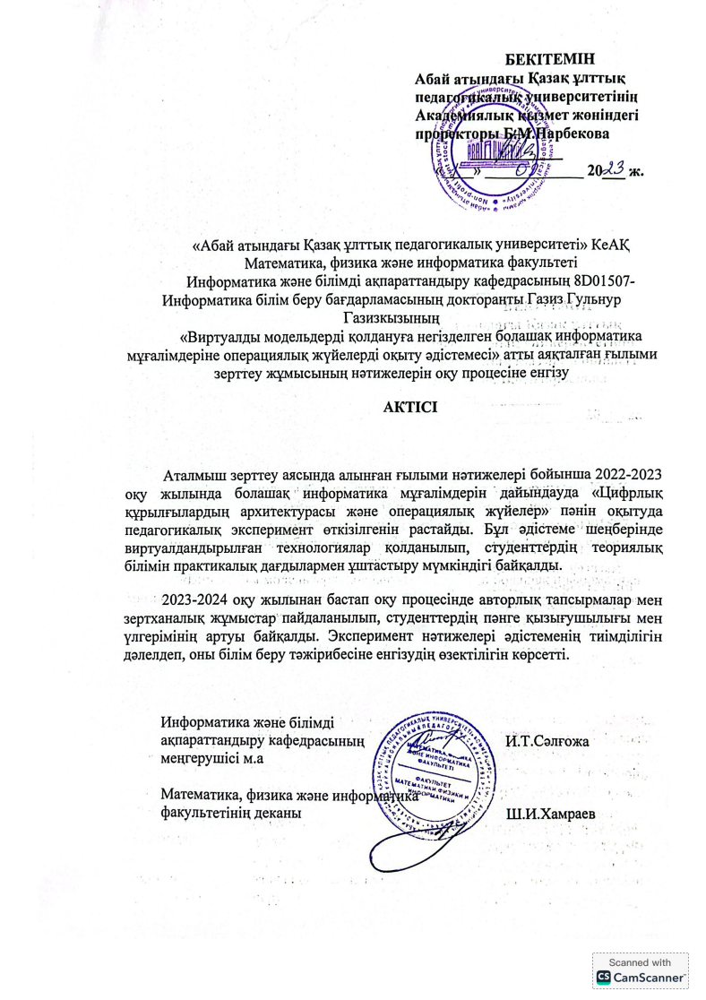 БЕКІТЕМІН
Абай атындағы Қазақ ұлттық
педагогикалық университетінің
Академиялық қызмет жөніндегі
проректоры Б.М.Нарбекова
« » 09 2023 ж.
«Абай атындағы Қазақ ұлттық педагогикалық университеті» КеАҚ
Математика, физика және информатика факультеті
Информатика және білімді ақпараттандыру кафедрасының 8D01507-
Информатика білім беру бағдарламасының докторанты Газиз Гульнур
Газизкызының
«Виртуалды модельдерді қолдануға негізделген болашақ информатика
мұғалімдеріне операциялық жүйелерді оқыту әдістемесі» атты аяқталған ғылыми
зерттеу жұмысының нәтижелерін оқу процесіне енгізу
АКТІСІ
Аталмыш зерттеу аясында алынған ғылыми нәтижелері бойынша 2022-2023
оқу жылында болашақ информатика мұғалімдерін дайындауда «Цифрлық
құрылғылардың архитектурасы және операциялық жүйелер» пәнін оқытуда
педагогикалық эксперимент өткізілгенін растайды. Бұл әдістеме шеңберінде
виртуалдандырылған технологиялар қолданылып, студенттердің теориялық
білімін практикалық дағдылармен ұштастыру мүмкіндігі байқалды.
2023-2024 оқу жылынан бастап оқу процесінде авторлық тапсырмалар мен
зертханалық жұмыстар пайдаланылып, студенттердің пәнге қызығушылығы мен
үлгерімінің артуы байқалды. Эксперимент нәтижелері әдістеменің тиімділігін
дәлелдеп, оны білім беру тәжірибесіне енгізудің өзектілігін көрсетті.
Информатика және білімді
ақпараттандыру кафедрасының
меңгерушісі м.а
И.Т.Сәлғожа
МАТЕМАТИКА, ФИЗИКА
ЖӘНЕ ИНФОРМАТИКА
ФАКУЛЬТЕТІ
ФАКУЛЬТЕТ
МАТЕМАТИКИ ФИЗИКИ И
ИНФОРМАТИКИ
Математика, физика және информатика
факультетінің деканы
Ш.И.Хамраев
Scanned with
CS CamScanner